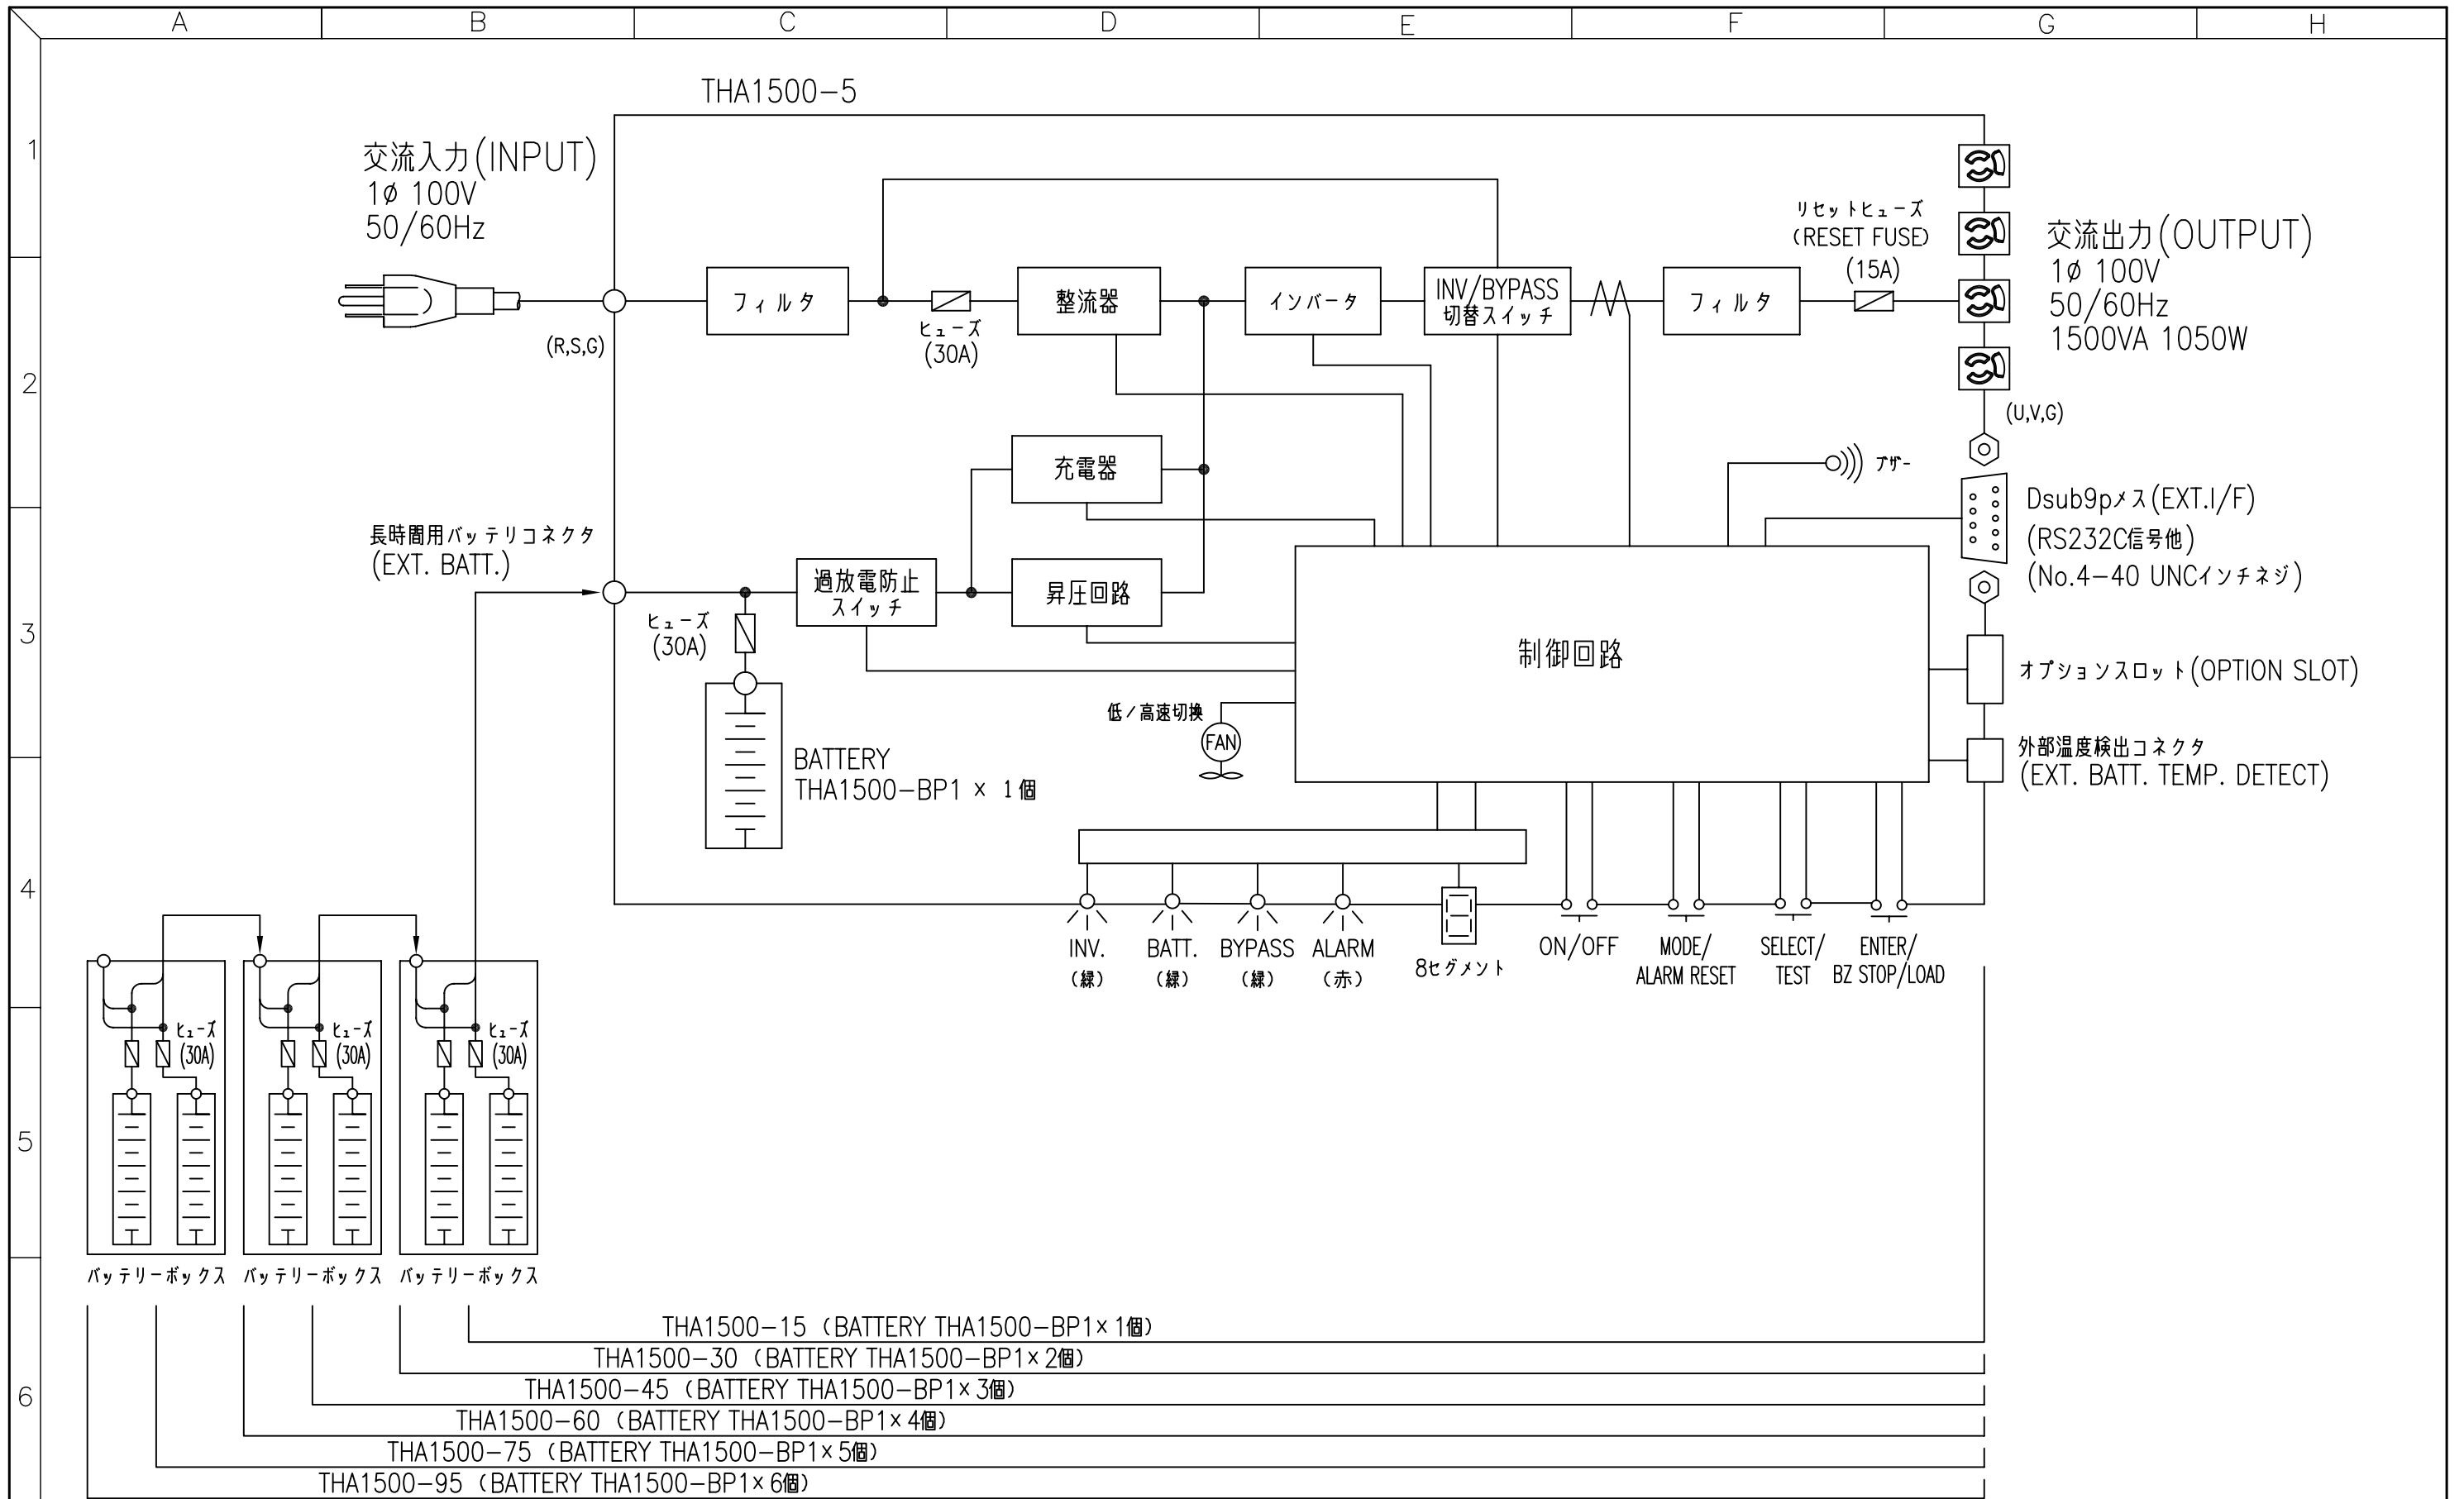 A B C D E F G H
1
2
3
4
5
6
THA1500-5
交流入力(INPUT)
1ø 100V
50/60Hz
(R,S,G)
フィルタ
ヒューズ
(30A)
整流器
インバータ
INV/BYPASS
切替スイッチ
フィルタ
リセットヒューズ
(RESET FUSE)
(15A)
交流出力(OUTPUT)
1ø 100V
50/60Hz
1500VA 1050W
(U,V,G)
充電器
ブザー
Dsub9pメス(EXT.I/F)
(RS232C信号他)
(No.4-40 UNCインチネジ)
長時間用バッテリコネクタ
(EXT. BATT.)
ヒューズ
(30A)
過放電防止
スイッチ
昇圧回路
制御回路
オプションスロット(OPTION SLOT)
低/高速切換
FAN
外部温度検出コネクタ
(EXT. BATT. TEMP. DETECT)
BATTERY
THA1500-BP1 × 1個
INV.
(緑)
BATT.
(緑)
BYPASS
(緑)
ALARM
(赤)
8セグメント
ON/OFF
MODE/
ALARM RESET
SELECT/
TEST
ENTER/
BZ STOP/LOAD
ヒューズ
(30A)
ヒューズ
(30A)
ヒューズ
(30A)
バッテリーボックス
バッテリーボックス
バッテリーボックス
THA1500-15 (BATTERY THA1500-BP1×1個)
THA1500-30 (BATTERY THA1500-BP1×2個)
THA1500-45 (BATTERY THA1500-BP1×3個)
THA1500-60 (BATTERY THA1500-BP1×4個)
THA1500-75 (BATTERY THA1500-BP1×5個)
THA1500-95 (BATTERY THA1500-BP1×6個)